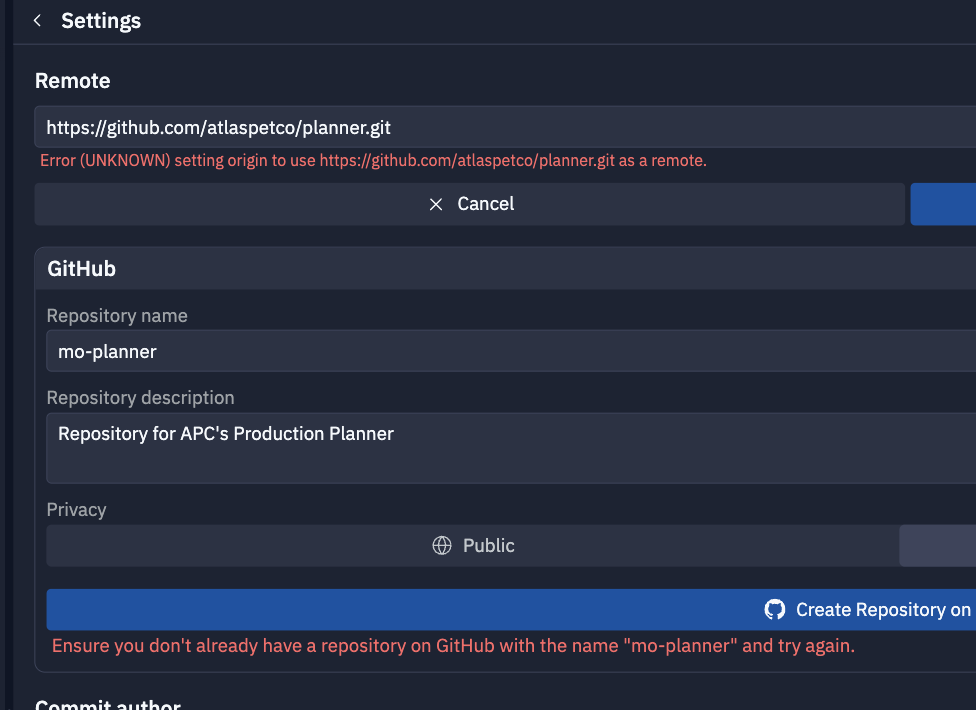 Settings
Remote
https://github.com/atlaspetco/planner.git
Error (UNKNOWN) setting origin to use https://github.com/atlaspetco/planner.git as a remote.
Cancel
GitHub
Repository name
mo-planner
Repository description
Repository for APC's Production Planner
Privacy
Public
Create Repository on
Ensure you don't already have a repository on GitHub with the name "mo-planner" and try again.
Commit author